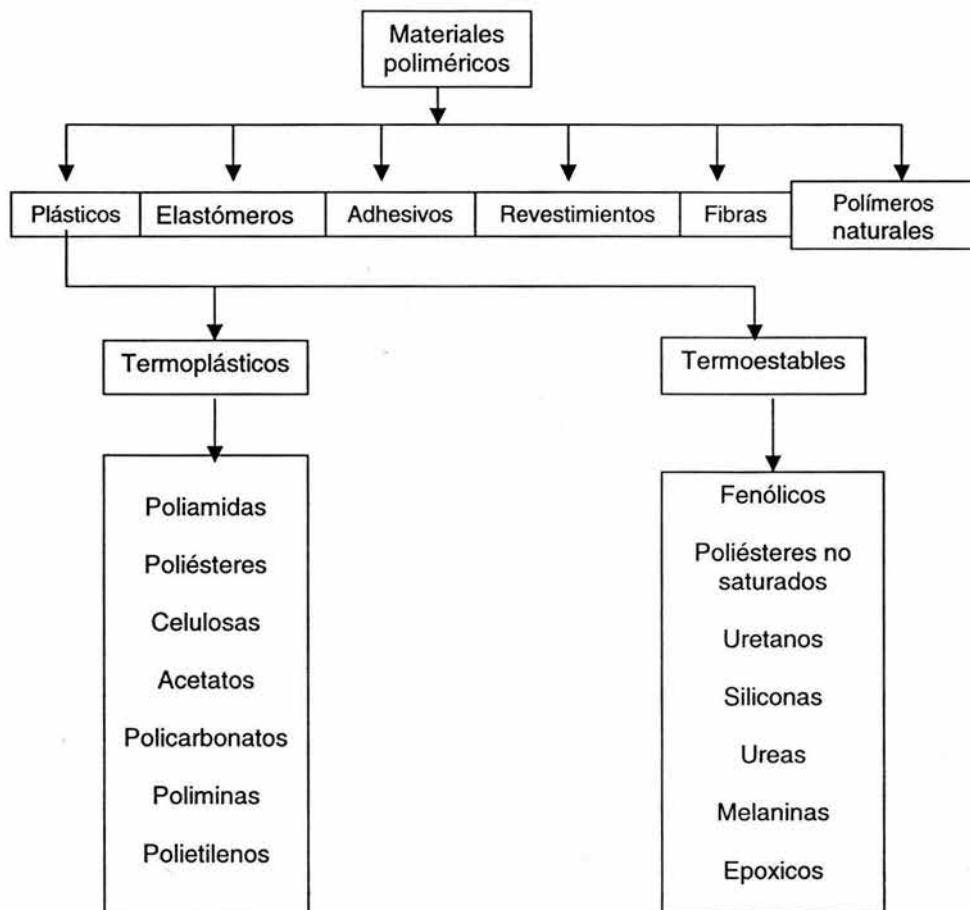 Materiales
poliméricos
Plásticos
Elastómeros
Adhesivos
Revestimientos
Fibras
Polímeros
naturales
Termoplásticos
Termoestables
Poliamidas
Poliésteres
Celulosas
Acetatos
Policarbonatos
Poliminas
Polietilenos
Fenólicos
Poliésteres no
saturados
Uretanos
Siliconas
Ureas
Melaninas
Epoxicos